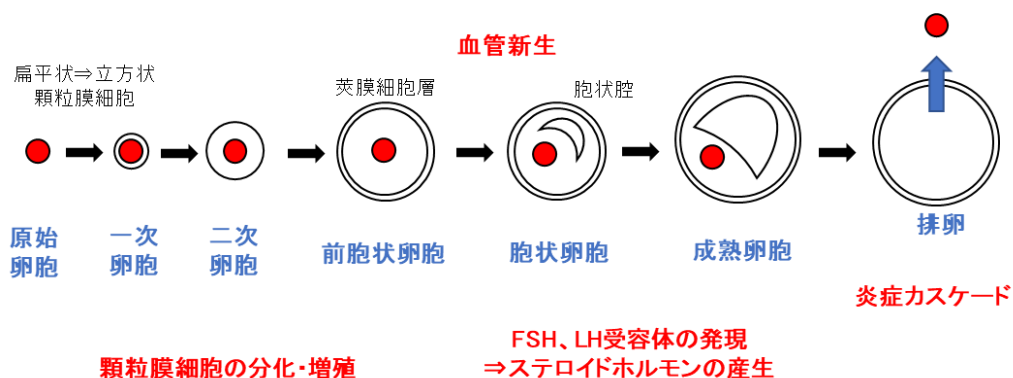 血管新生
扁平状⇒立方状
顆粒膜細胞
莢膜細胞層
胞状腔
原始
卵胞
一次
卵胞
二次
卵胞
前胞状卵胞
胞状卵胞
成熟卵胞
排卵
炎症カスケード
顆粒膜細胞の分化・増殖
FSH、LH受容体の発現
⇒ステロイドホルモンの産生